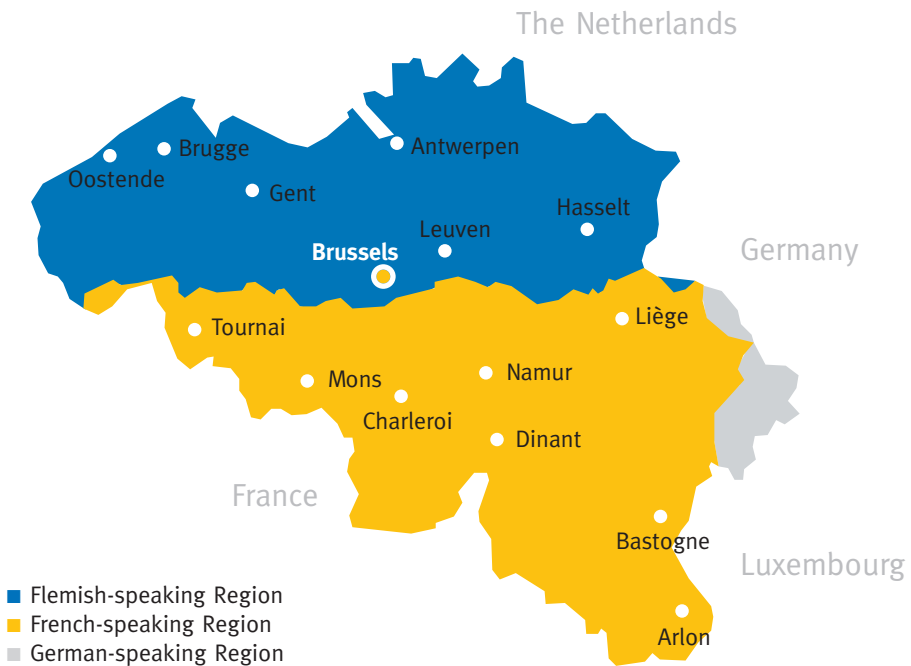 The Netherlands
Brugge
Antwerpen
Oostende
Gent
Hasselt
Leuven
Brussels
Germany
Liège
Tournai
Namur
Mons
Charleroi
Dinant
France
Bastogne
Luxembourg
Flemish-speaking Region
French-speaking Region
Arlon
German-speaking Region